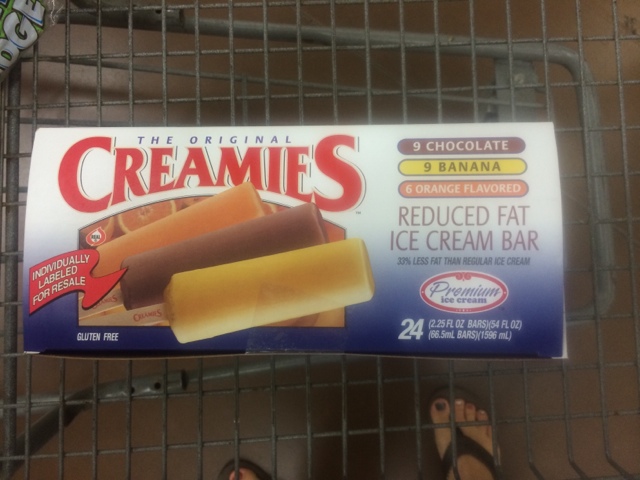 DGE
THE ORIGINAL
CREAMIES
9 CHOCOLATE
9 BANANA
6 ORANGE FLAVORED
REDUCED FAT
ICE CREAM BAR
33% LESS FAT THAN REGULAR ICE CREAM
Premium
ice cream
INDIVIDUALLY
LABELED
FOR RESALE
CREAMIES
GLUTEN FREE
24 (2.25 FL OZ BARS)(54 FL OZ)
(66.5mL BARS)(1596 mL)